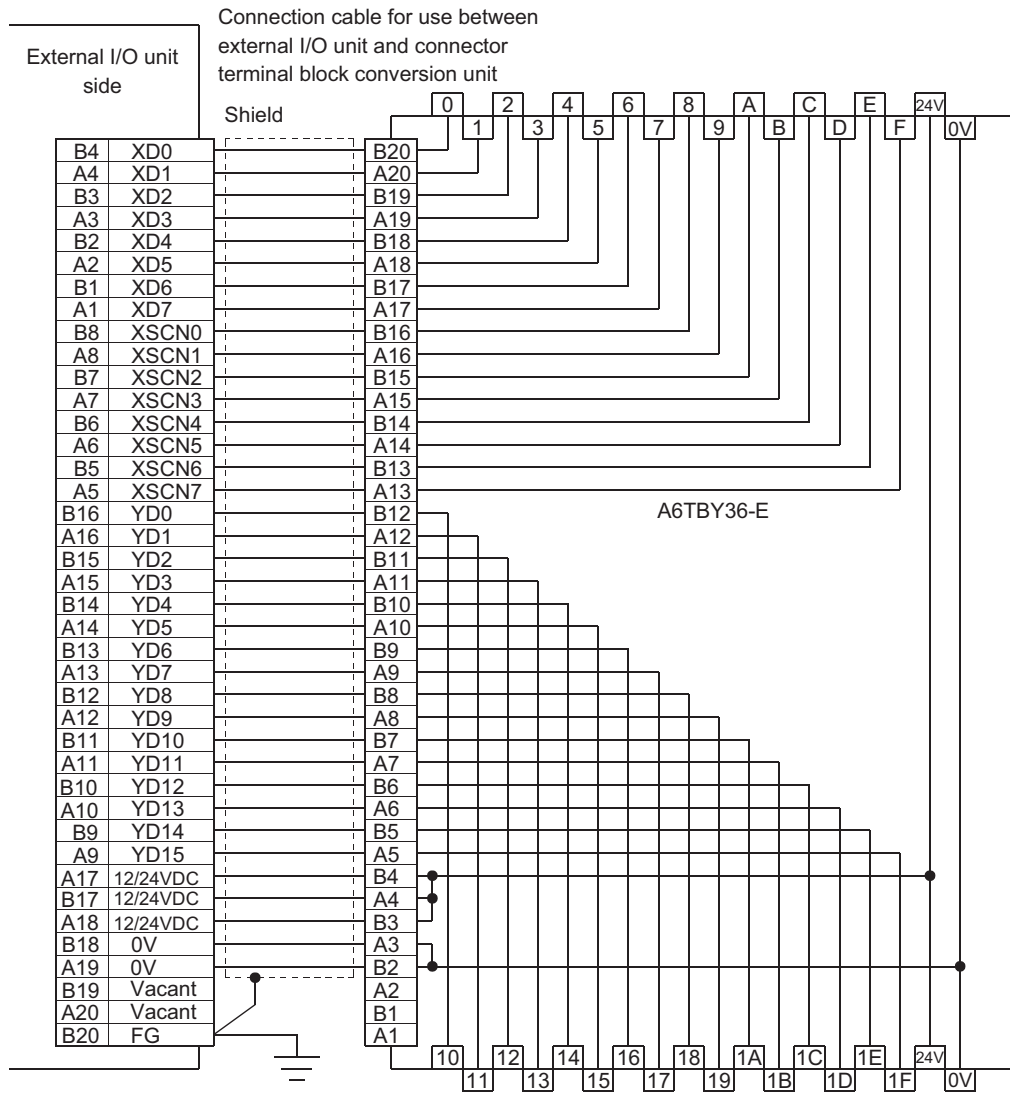 Connection cable for use between
external I/O unit and connector
terminal block conversion unit
External I/O unit
side
Shield
0 2 4 6 8 A C E 24V
1 3 5 7 9 B D F 0V
B4 XD0 B20
A4 XD1 A20
B3 XD2 B19
A3 XD3 A19
B2 XD4 B18
A2 XD5 A18
B1 XD6 B17
A1 XD7 A17
B8 XSCN0 B16
A8 XSCN1 A16
B7 XSCN2 B15
A7 XSCN3 A15
B6 XSCN4 B14
A6 XSCN5 A14
B5 XSCN6 B13
A5 XSCN7 A13
A6TBY36-E
B16 YD0 B12
A16 YD1 A12
B15 YD2 B11
A15 YD3 A11
B14 YD4 B10
A14 YD5 A10
B13 YD6 B9
A13 YD7 A9
B12 YD8 B8
A12 YD9 A8
B11 YD10 B7
A11 YD11 A7
B10 YD12 B6
A10 YD13 A6
B9 YD14 B5
A9 YD15 A5
A17 12/24VDC B4
B17 12/24VDC A4
A18 12/24VDC B3
B18 0V A3
A19 0V B2
B19 Vacant A2
A20 Vacant B1
B20 FG A1
10 12 14 16 18 1A 1C 1E 24V
11 13 15 17 19 1B 1D 1F 0V